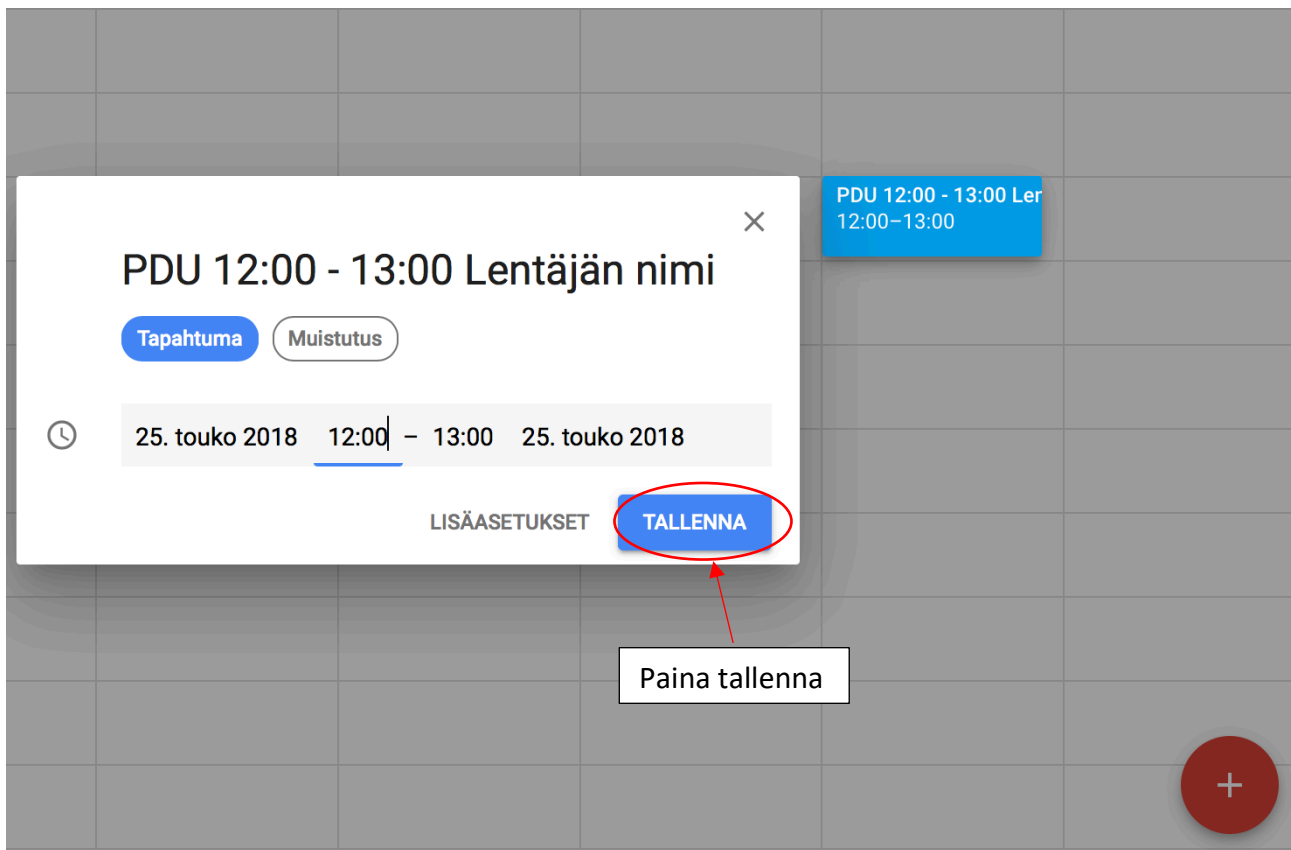 PDU 12:00 - 13:00 Ler
12:00–13:00
PDU 12:00 - 13:00 Lentäjän nimi
Tapahtuma Muistutus
25. touko 2018 12:00 – 13:00 25. touko 2018
LISÄASETUKSET TALLENNA
Paina tallenna